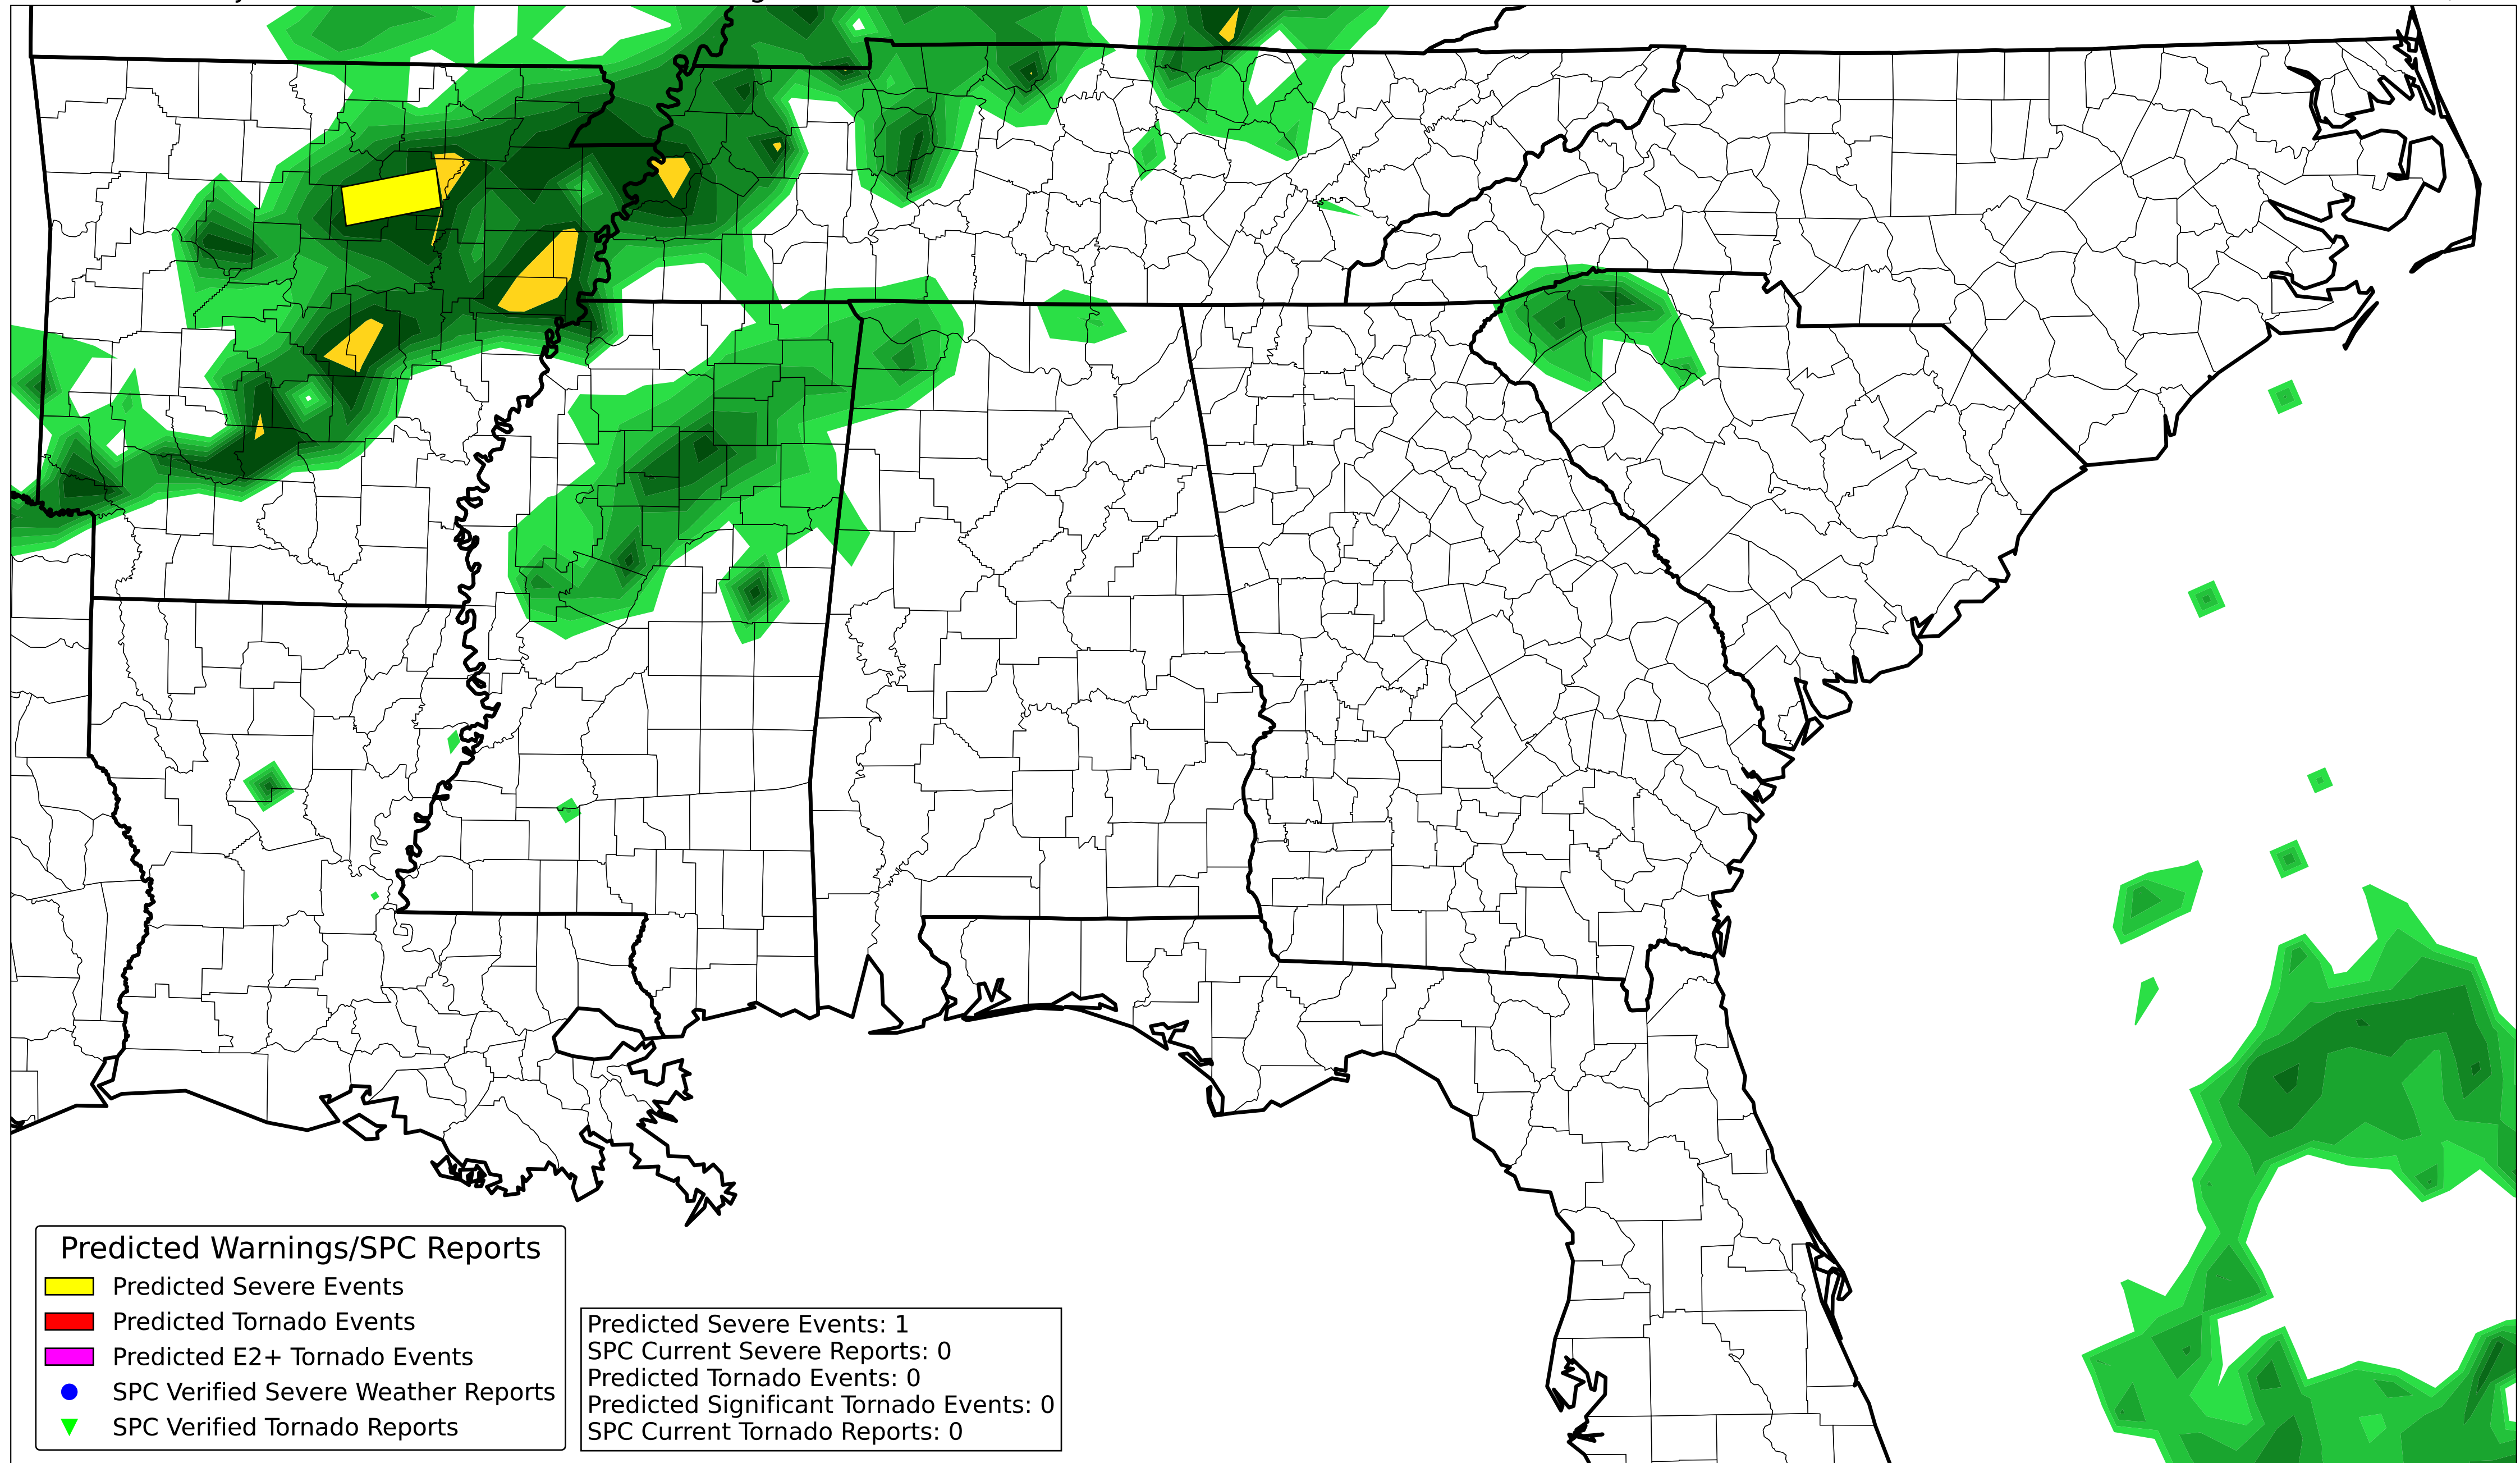 Predicted Warnings/SPC Reports
Predicted Severe Events
Predicted Tornado Events
Predicted E2+ Tornado Events
SPC Verified Severe Weather Reports
SPC Verified Tornado Reports
Predicted Severe Events: 1
SPC Current Severe Reports: 0
Predicted Tornado Events: 0
Predicted Significant Tornado Events: 0
SPC Current Tornado Reports: 0